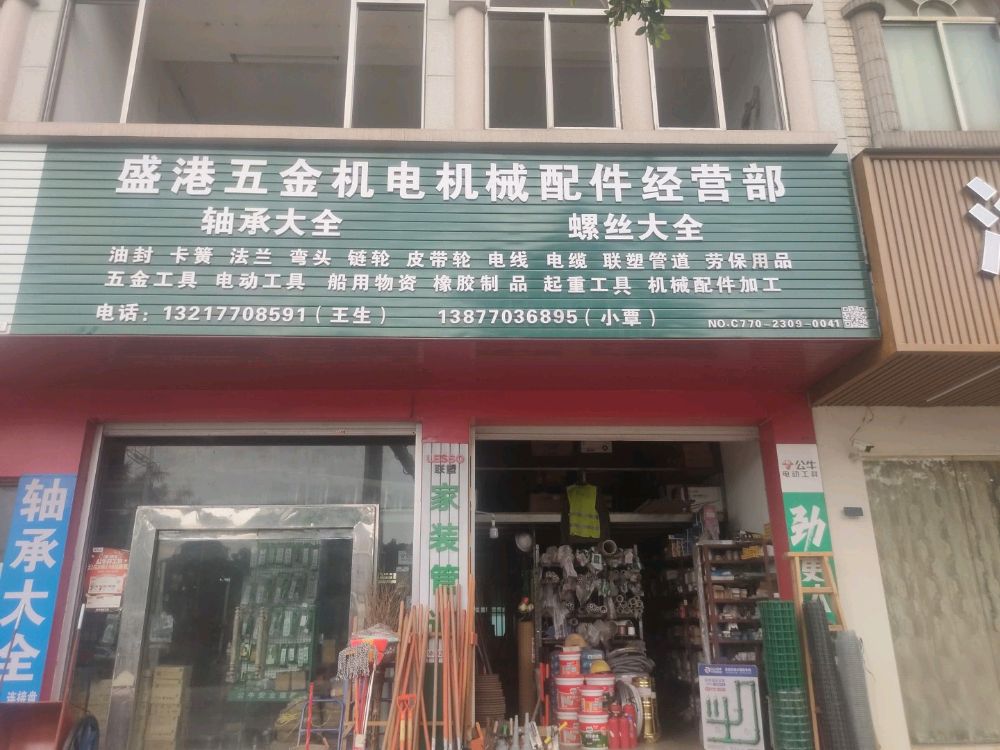 盛港五金机电机械配件经营部
轴承大全 螺丝大全
油封 卡簧 法兰 弯头 链轮 皮带轮 电线 电缆 联塑管道 劳保用品
五金工具 电动工具 船用物资 橡胶制品 起重工具 机械配件加工
电话：13217708591（王生） 13877036895（小覃）
NO.C770-2309-0041
轴承大全
连接盘
LESSO
联塑
家装管
公牛
电动工具
劲